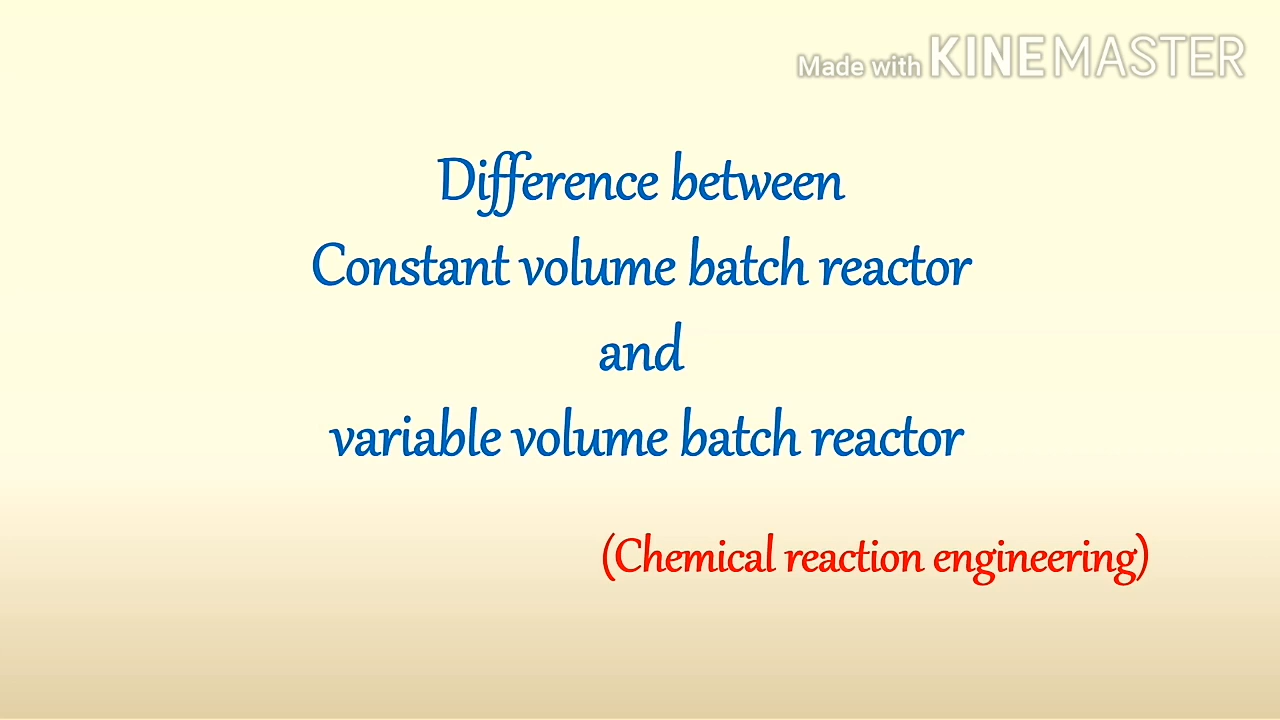 Made with KINEMASTER
Difference between
Constant volume batch reactor
and
variable volume batch reactor
(Chemical reaction engineering)